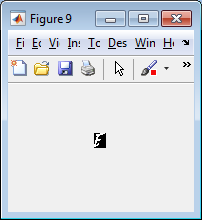 Figure 9
Fi Ec Vi Ins Tc Des Win He